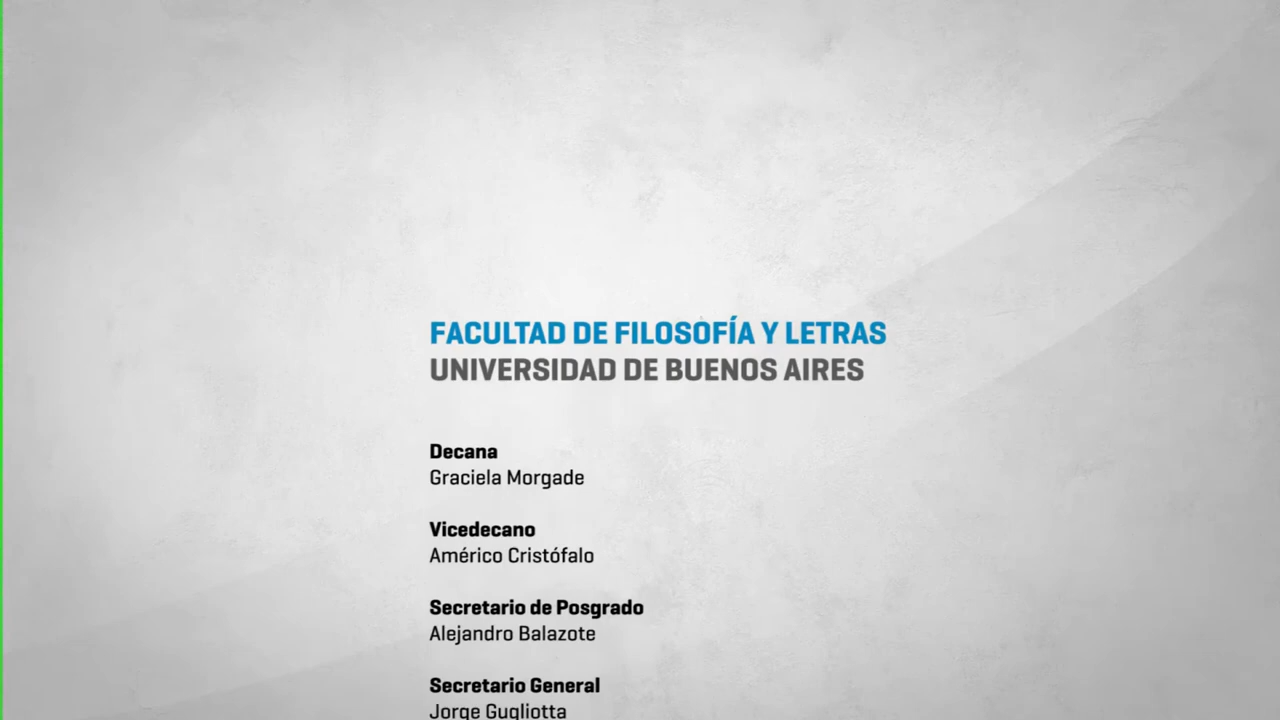 FACULTAD DE FILOSOFÍA Y LETRAS
UNIVERSIDAD DE BUENOS AIRES
Decana
Graciela Morgade
Vicedecano
Américo Cristófalo
Secretario de Posgrado
Alejandro Balazote
Secretario General
Jorge Gugliotta